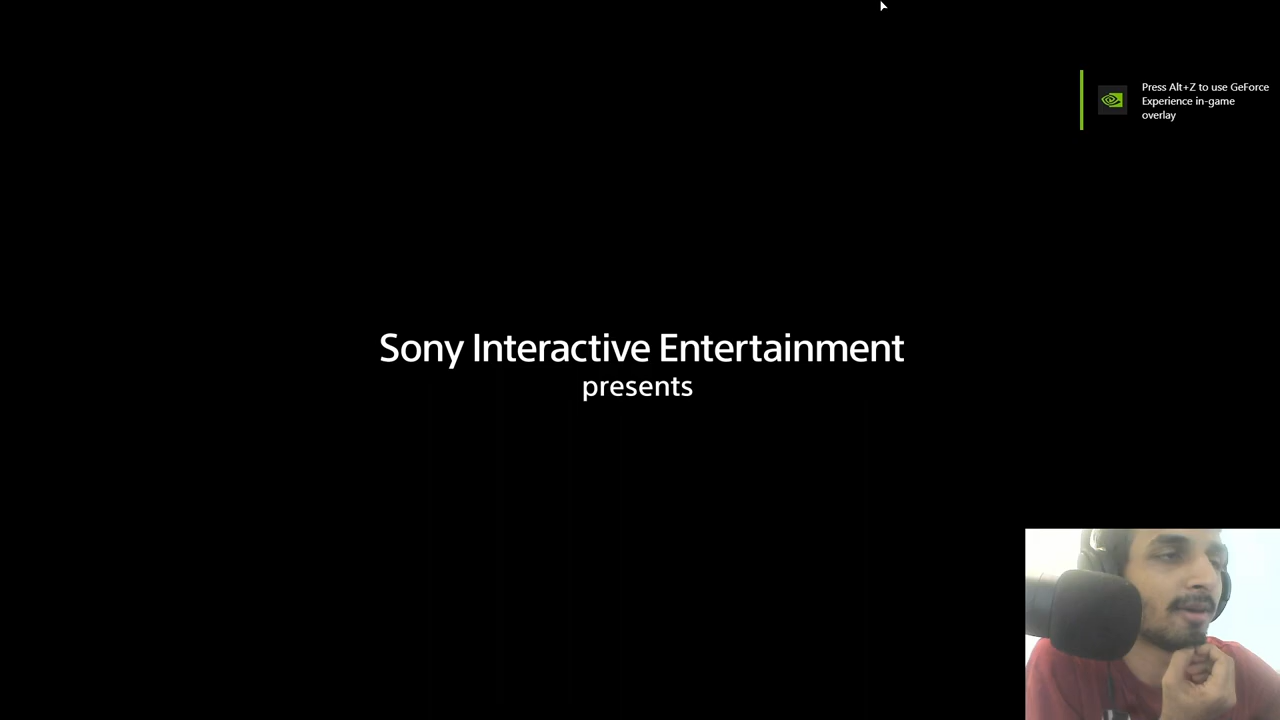 Press Alt+Z to use GeForce
Experience in-game
overlay
Sony Interactive Entertainment
presents